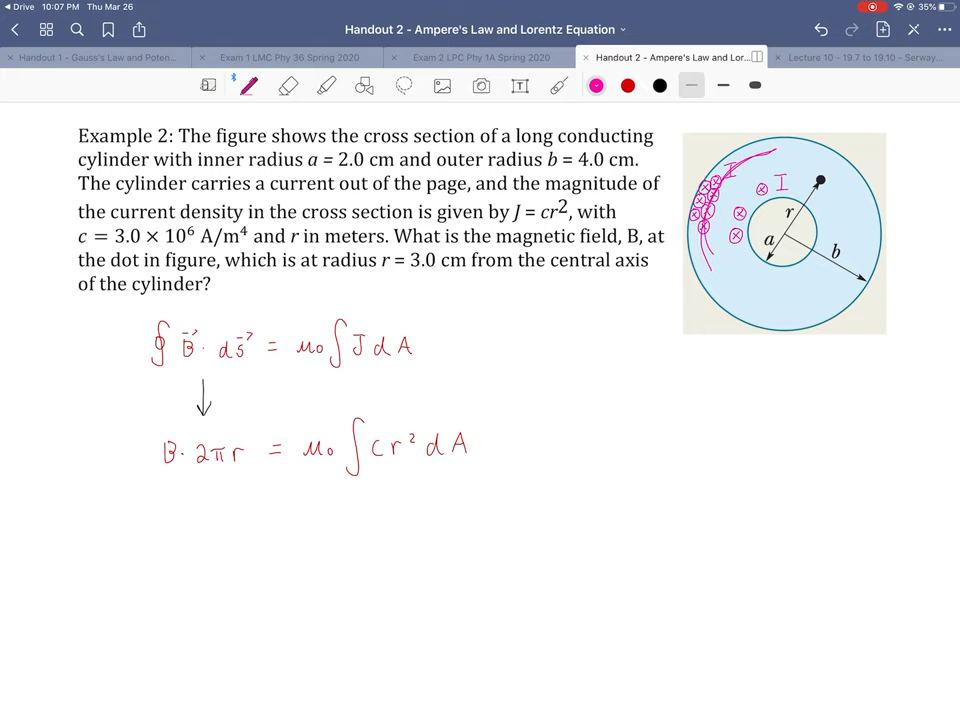 Drive 10:07 PM Thu Mar 26 35%
Handout 2 - Ampere's Law and Lorentz Equation
Handout 1 - Gauss's Law and Poten...
Exam 1 LMC Phy 36 Spring 2020
Exam 2 LPC Phy 1A Spring 2020
Handout 2 - Ampere's Law and Lor...
Lecture 10 - 19.7 to 19.10 - Serway...
Example 2: The figure shows the cross section of a long conducting
cylinder with inner radius a = 2.0 cm and outer radius b = 4.0 cm.
The cylinder carries a current out of the page, and the magnitude of
the current density in the cross section is given by J = cr², with
c = 3.0 × 10⁶ A/m⁴ and r in meters. What is the magnetic field, B, at
the dot in figure, which is at radius r = 3.0 cm from the central axis
of the cylinder?
I
I
r
a
b
∮ B⃗ · ds⃗ = μ₀ ∫ J dA
B · 2πr = μ₀ ∫ Cr² dA